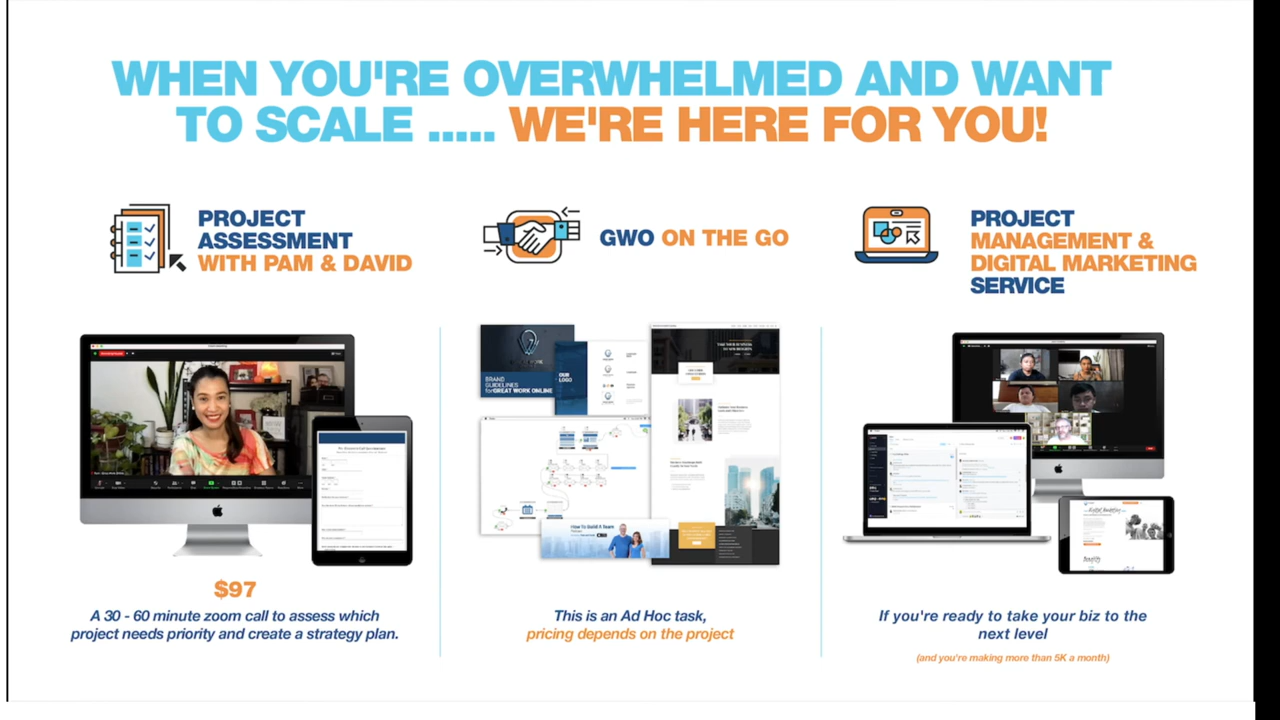 WHEN YOU'RE OVERWHELMED AND WANT
TO SCALE ..... WE'RE HERE FOR YOU!
PROJECT
ASSESSMENT
WITH PAM & DAVID
GWO ON THE GO
PROJECT
MANAGEMENT &
DIGITAL MARKETING
SERVICE
BRAND
GUIDELINES
for GREAT WORK ONLINE
OUR
LOGO
How To Build A Team
$97
A 30 - 60 minute zoom call to assess which
project needs priority and create a strategy plan.
This is an Ad Hoc task,
pricing depends on the project
If you're ready to take your biz to the
next level
(and you're making more than 5K a month)